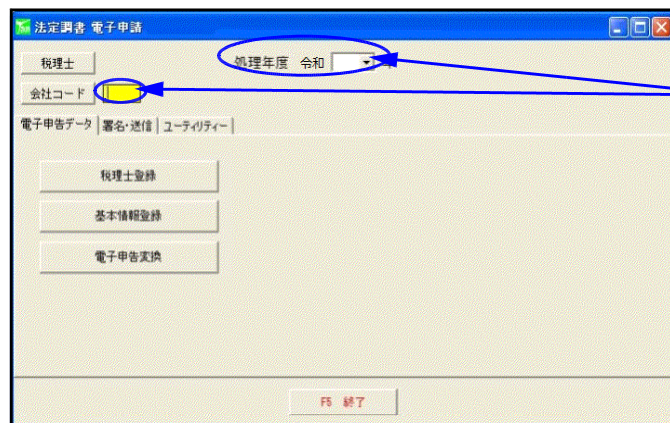 法定調書 電子申請
税理士
処理年度 令和 年
会社コード
電子申告データ 署名・送信 ユーティリティー
税理士登録
基本情報登録
電子申告変換
F5 終了